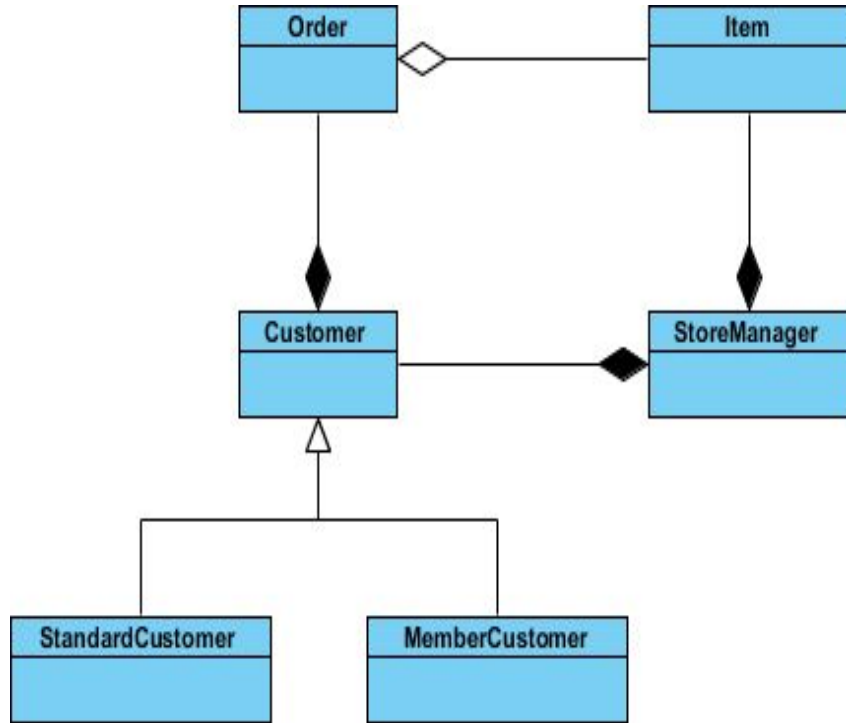 Order
Item
Customer
StoreManager
StandardCustomer
MemberCustomer